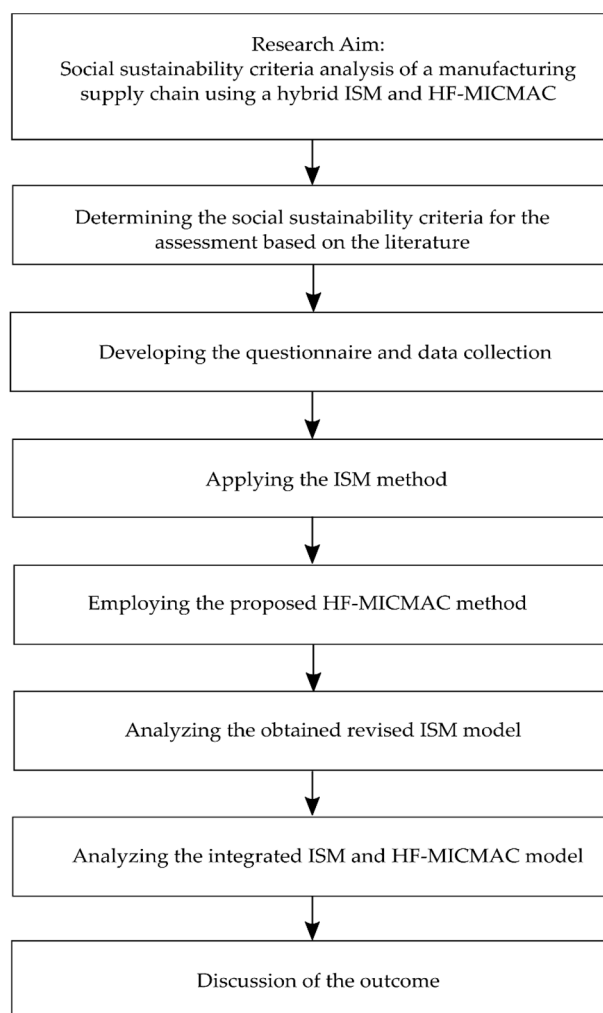 Research Aim:
Social sustainability criteria analysis of a manufacturing
supply chain using a hybrid ISM and HF-MICMAC
Determining the social sustainability criteria for the
assessment based on the literature
Developing the questionnaire and data collection
Applying the ISM method
Employing the proposed HF-MICMAC method
Analyzing the obtained revised ISM model
Analyzing the integrated ISM and HF-MICMAC model
Discussion of the outcome